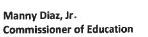 Manny Diaz, Jr.
Commissioner of Education